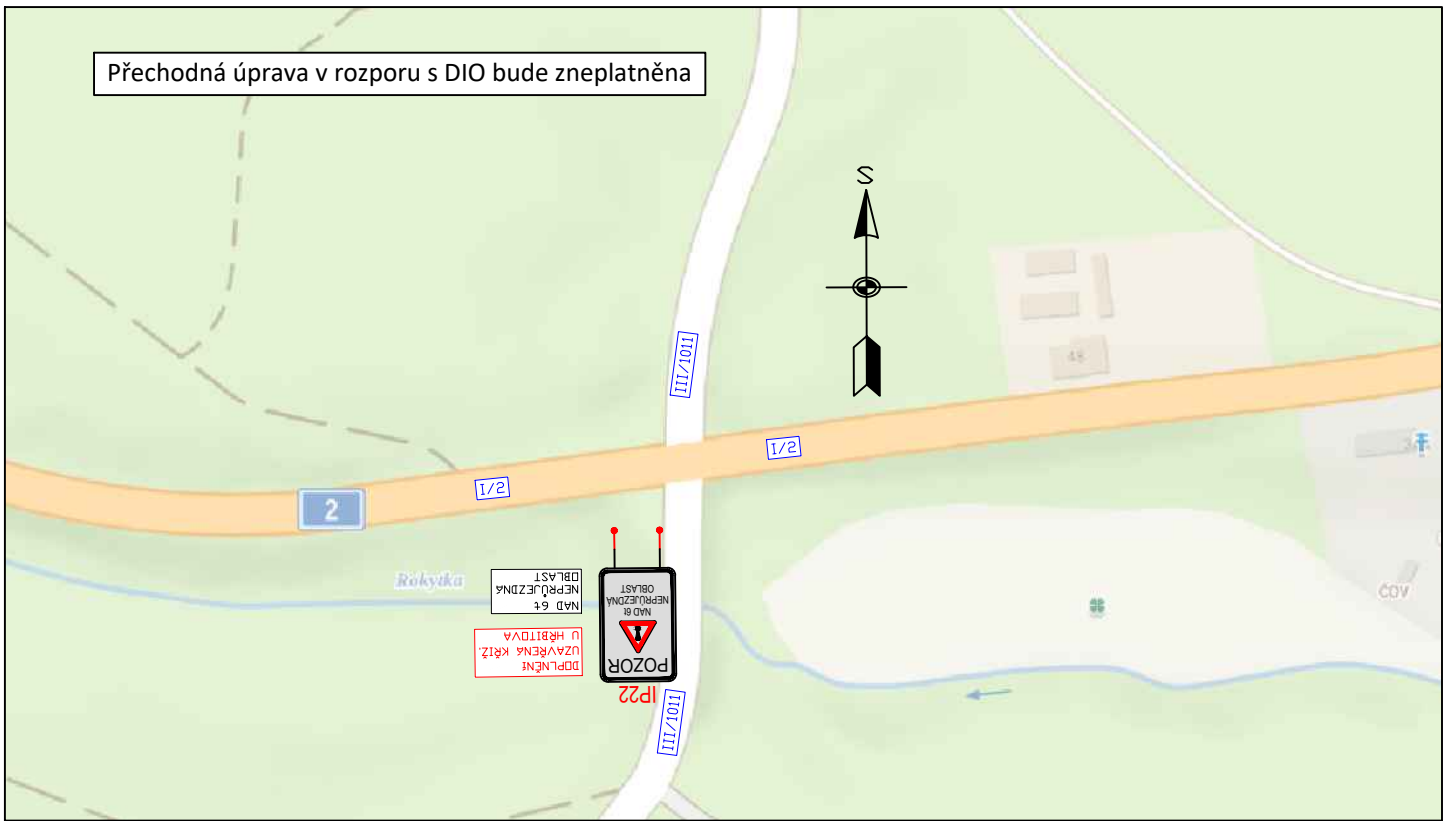 Přechodná úprava v rozporu s DIO bude zneplatněna
S
III/1011
48
I/2
I/2
2
Rokytka
ČOV
IP22
POZOR
NAD 6t
NEPRŮJEZDNÁ
OBLAST
NAD 6t
NEPRŮJEZDNÁ
OBLAST
DOPLNĚNÍ
UZAVŘENÁ KŘIŽ.
U HŘBITOVA
III/1011